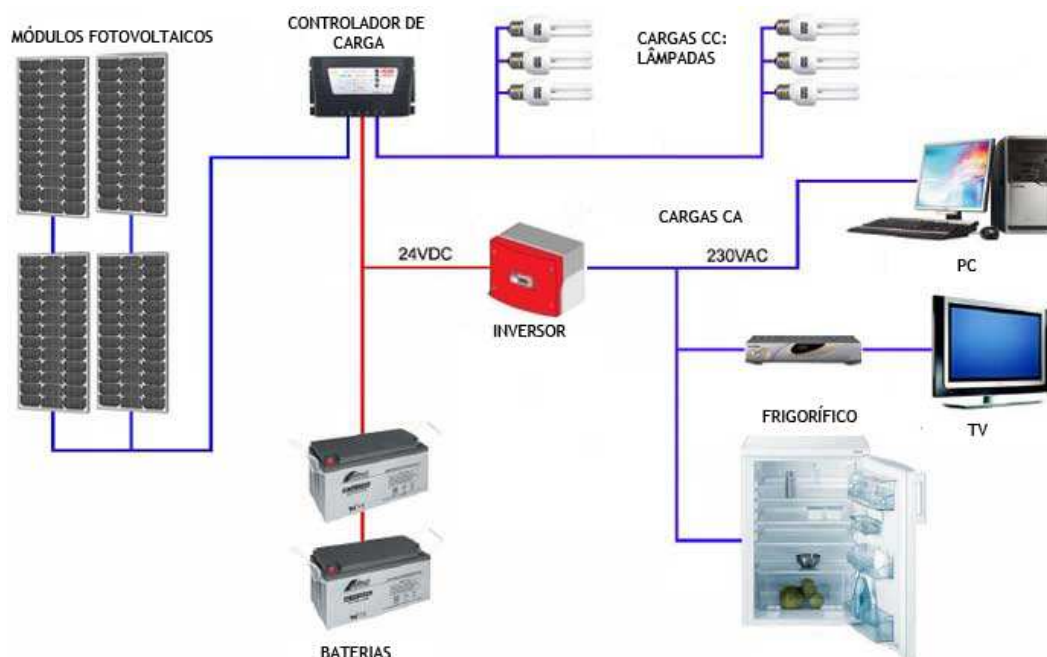 MÓDULOS FOTOVOLTAICOS
CONTROLADOR DE
CARGA
CARGAS CC:
LÂMPADAS
CARGAS CA
24VDC
230VAC
INVERSOR
PC
FRIGORÍFICO
TV
BATERIAS